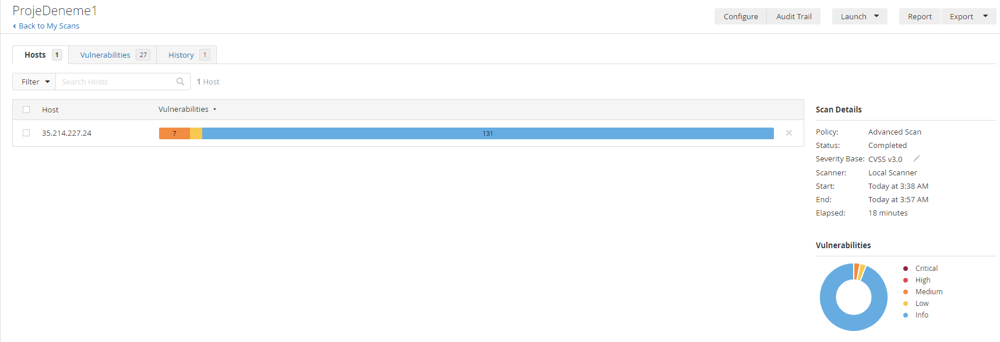 ProjeDeneme1
Back to My Scans
Configure
Audit Trail
Launch
Report
Export
Hosts 1
Vulnerabilities 27
History 1
Filter
Search Hosts
1 Host
Host
Vulnerabilities
35.214.227.24
7
131
Scan Details
Policy: Advanced Scan
Status: Completed
Severity Base: CVSS v3.0
Scanner: Local Scanner
Start: Today at 3:38 AM
End: Today at 3:57 AM
Elapsed: 18 minutes
Vulnerabilities
Critical
High
Medium
Low
Info